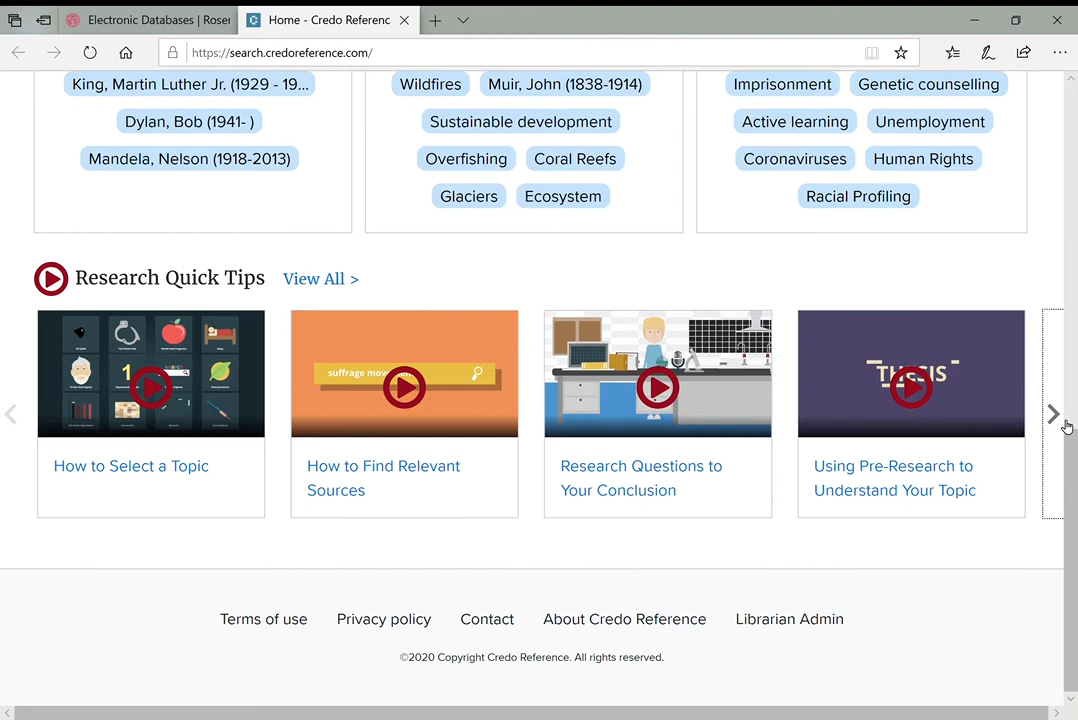 Electronic Databases | Roser
Home - Credo Referenc
https://search.credoreference.com/
King, Martin Luther Jr. (1929 - 19...
Dylan, Bob (1941- )
Mandela, Nelson (1918-2013)
Wildfires
Muir, John (1838-1914)
Sustainable development
Overfishing
Coral Reefs
Glaciers
Ecosystem
Imprisonment
Genetic counselling
Active learning
Unemployment
Coronaviruses
Human Rights
Racial Profiling
Research Quick Tips
View All >
suffrage mov
THESIS
How to Select a Topic
How to Find Relevant
Sources
Research Questions to
Your Conclusion
Using Pre-Research to
Understand Your Topic
Terms of use
Privacy policy
Contact
About Credo Reference
Librarian Admin
©2020 Copyright Credo Reference. All rights reserved.